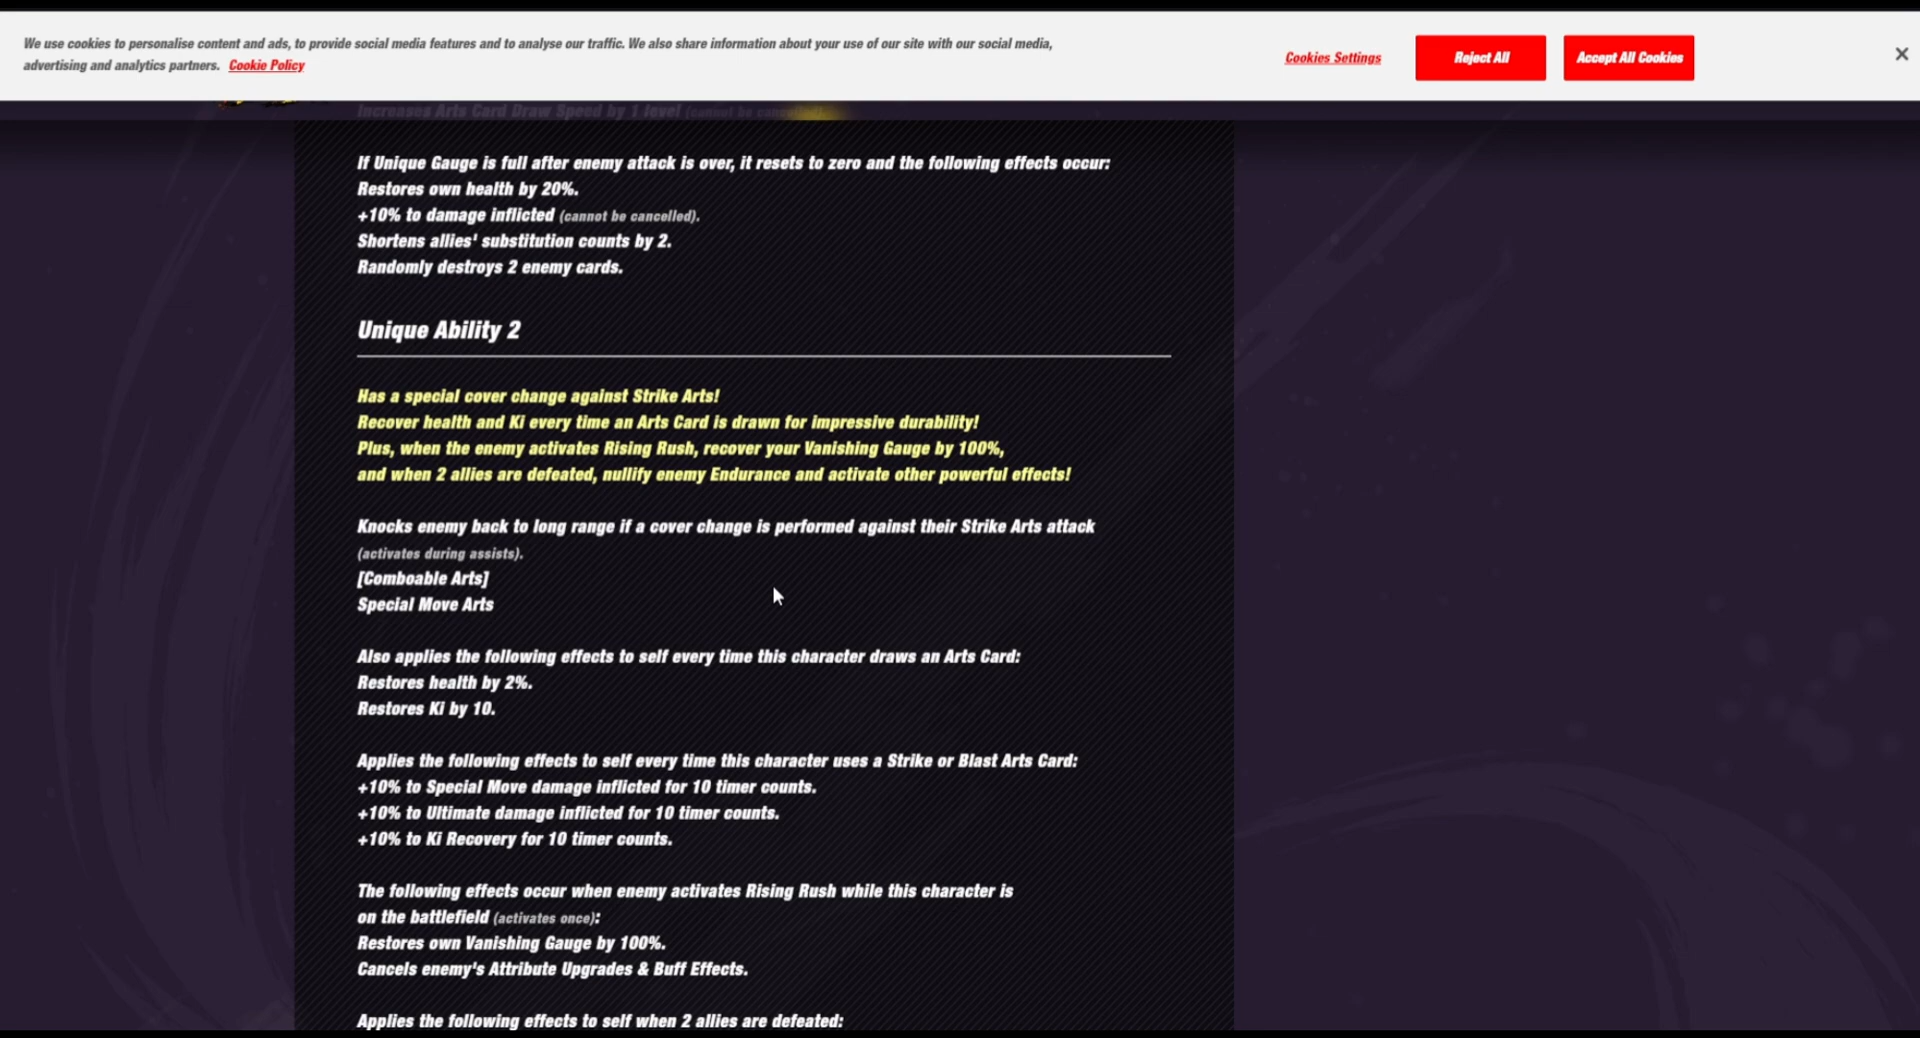 We use cookies to personalise content and ads, to provide social media features and to analyse our traffic. We also share information about your use of our site with our social media,
advertising and analytics partners. Cookie Policy
Cookies Settings
Reject All
Accept All Cookies
Increases Arts Card Draw Speed by 1 level (cannot be cancelled).
If Unique Gauge is full after enemy attack is over, it resets to zero and the following effects occur:
Restores own health by 20%.
+10% to damage inflicted (cannot be cancelled).
Shortens allies' substitution counts by 2.
Randomly destroys 2 enemy cards.
Unique Ability 2
Has a special cover change against Strike Arts!
Recover health and Ki every time an Arts Card is drawn for impressive durability!
Plus, when the enemy activates Rising Rush, recover your Vanishing Gauge by 100%,
and when 2 allies are defeated, nullify enemy Endurance and activate other powerful effects!
Knocks enemy back to long range if a cover change is performed against their Strike Arts attack
(activates during assists).
[Comboable Arts]
Special Move Arts
Also applies the following effects to self every time this character draws an Arts Card:
Restores health by 2%.
Restores Ki by 10.
Applies the following effects to self every time this character uses a Strike or Blast Arts Card:
+10% to Special Move damage inflicted for 10 timer counts.
+10% to Ultimate damage inflicted for 10 timer counts.
+10% to Ki Recovery for 10 timer counts.
The following effects occur when enemy activates Rising Rush while this character is
on the battlefield (activates once):
Restores own Vanishing Gauge by 100%.
Cancels enemy's Attribute Upgrades & Buff Effects.
Applies the following effects to self when 2 allies are defeated: